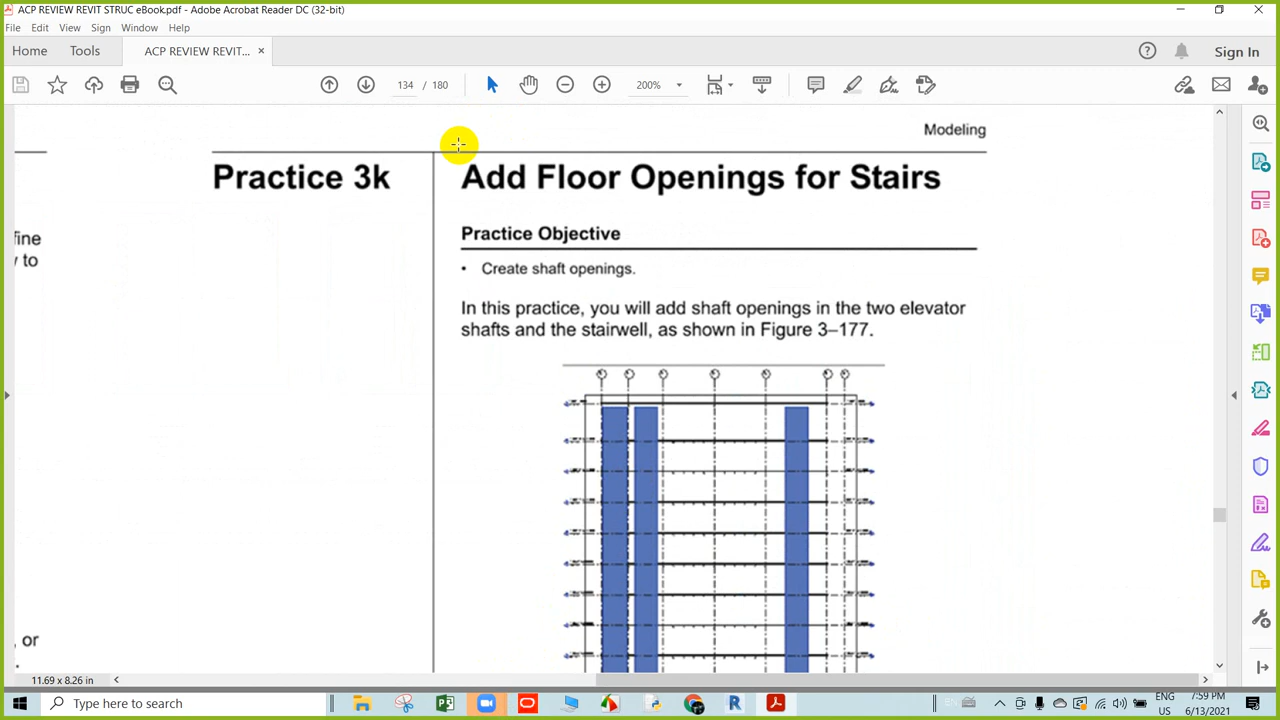 ACP REVIEW REVIT STRUC eBook.pdf - Adobe Acrobat Reader DC (32-bit)
File Edit View Sign Window Help
Home Tools ACP REVIEW REVIT... × Sign In
134 / 180 200%
Modeling
Practice 3k Add Floor Openings for Stairs
Practice Objective
fine
to
• Create shaft openings.
In this practice, you will add shaft openings in the two elevator
shafts and the stairwell, as shown in Figure 3–177.
, or
.
11.69 x 8.26 in
Type here to search
ENG 7:59 PM
US 6/13/2021